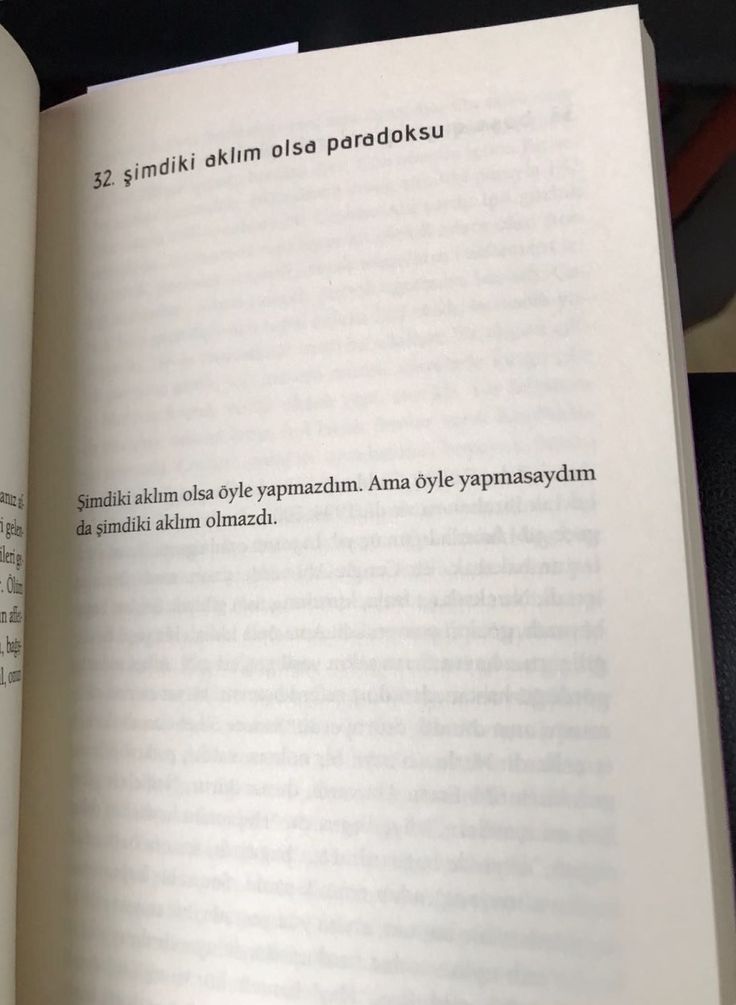 32. şimdiki aklım olsa paradoksu
Şimdiki aklım olsa öyle yapmazdım. Ama öyle yapmasaydım
da şimdiki aklım olmazdı.